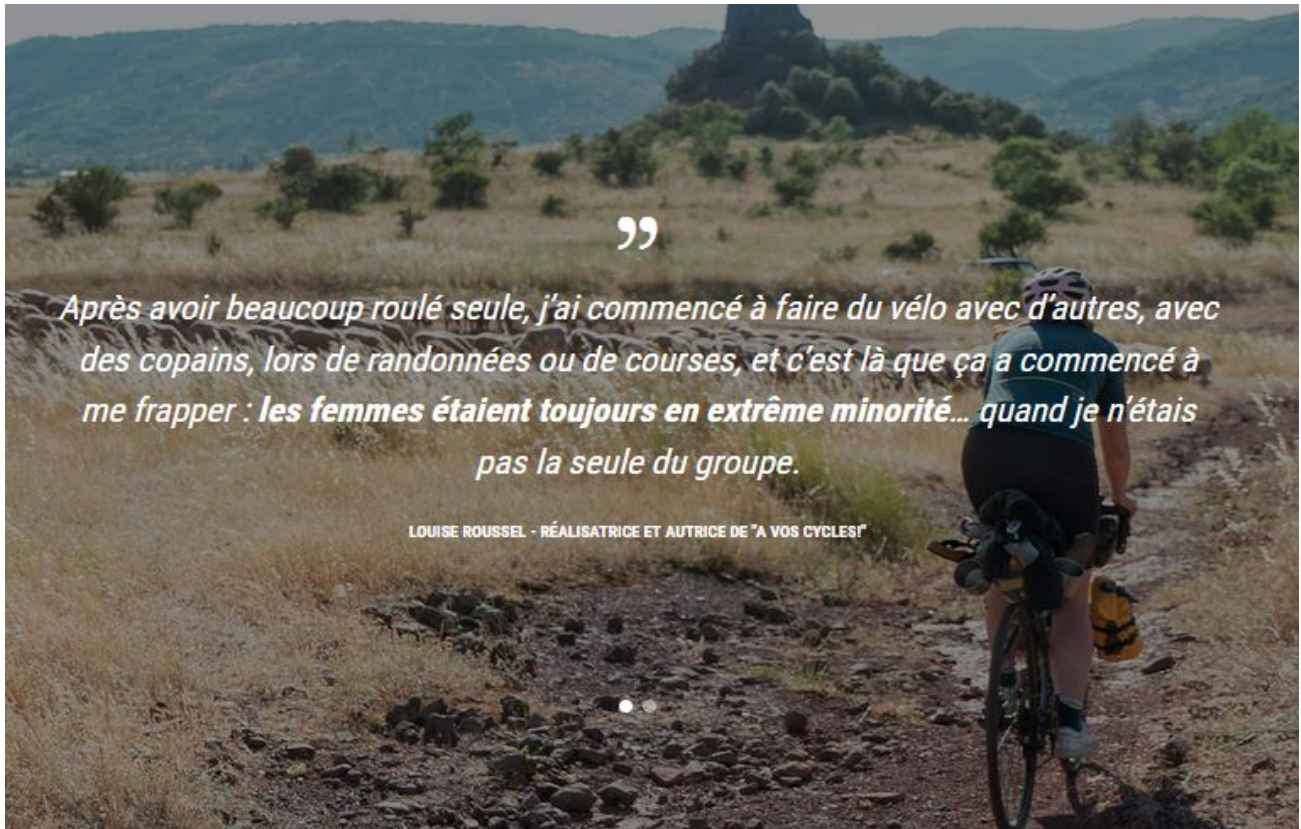 ”
Après avoir beaucoup roulé seule, j’ai commencé à faire du vélo avec d’autres, avec
des copains, lors de randonnées ou de courses, et c’est là que ça a commencé à
me frapper : les femmes étaient toujours en extrême minorité... quand je n’étais
pas la seule du groupe.
LOUISE ROUSSEL - RÉALISATRICE ET AUTRICE DE "A VOS CYCLES!"